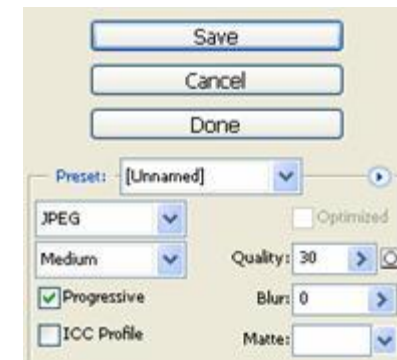 Save
Cancel
Done
Preset: [Unnamed]
JPEG Optimized
Medium Quality: 30
Progressive Blur: 0
ICC Profile Matte: